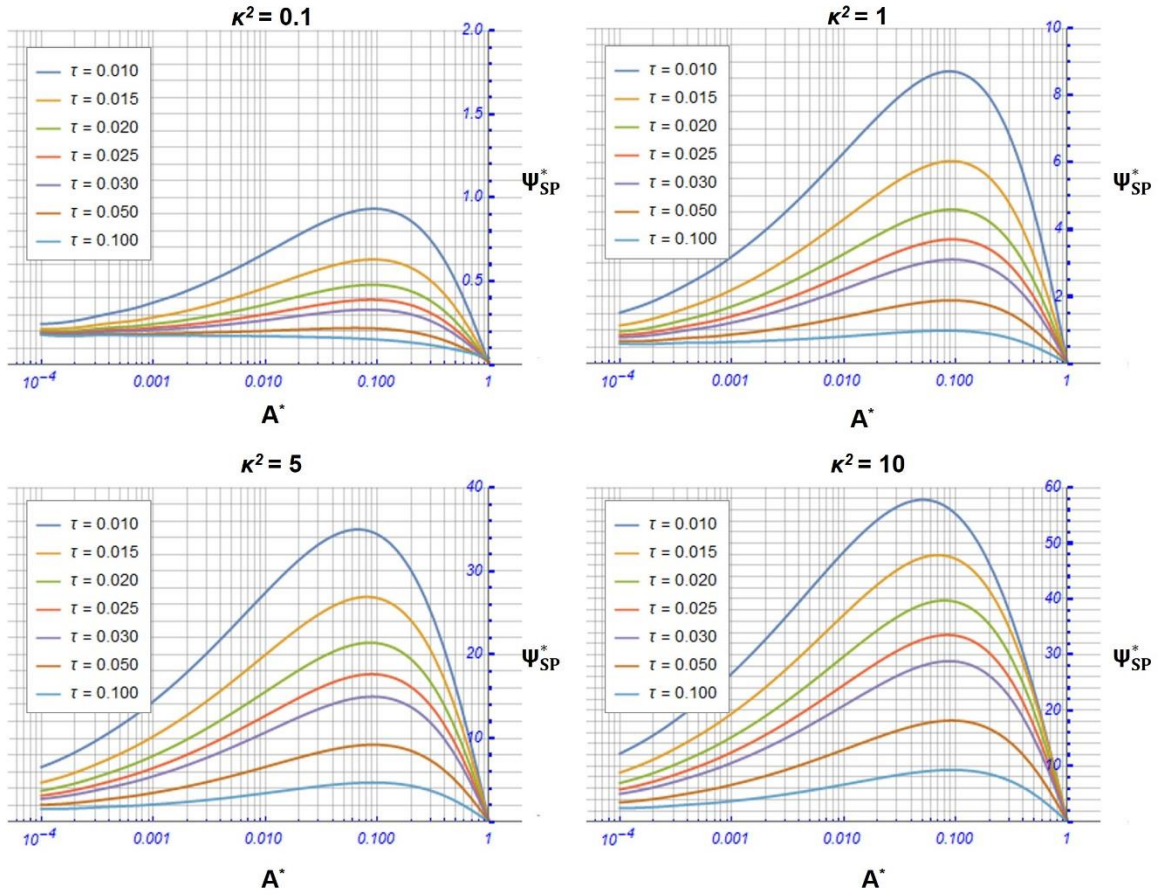 κ² = 0.1
2.0
1.5
1.0
0.5
τ = 0.010
τ = 0.015
τ = 0.020
τ = 0.025
τ = 0.030
τ = 0.050
τ = 0.100
Ψ*SP
10⁻⁴ 0.001 0.010 0.100 1
A*
κ² = 1
10
8
6
4
2
τ = 0.010
τ = 0.015
τ = 0.020
τ = 0.025
τ = 0.030
τ = 0.050
τ = 0.100
Ψ*SP
10⁻⁴ 0.001 0.010 0.100 1
A*
κ² = 5
40
30
20
10
τ = 0.010
τ = 0.015
τ = 0.020
τ = 0.025
τ = 0.030
τ = 0.050
τ = 0.100
Ψ*SP
10⁻⁴ 0.001 0.010 0.100 1
A*
κ² = 10
60
50
40
30
20
10
τ = 0.010
τ = 0.015
τ = 0.020
τ = 0.025
τ = 0.030
τ = 0.050
τ = 0.100
Ψ*SP
10⁻⁴ 0.001 0.010 0.100 1
A*